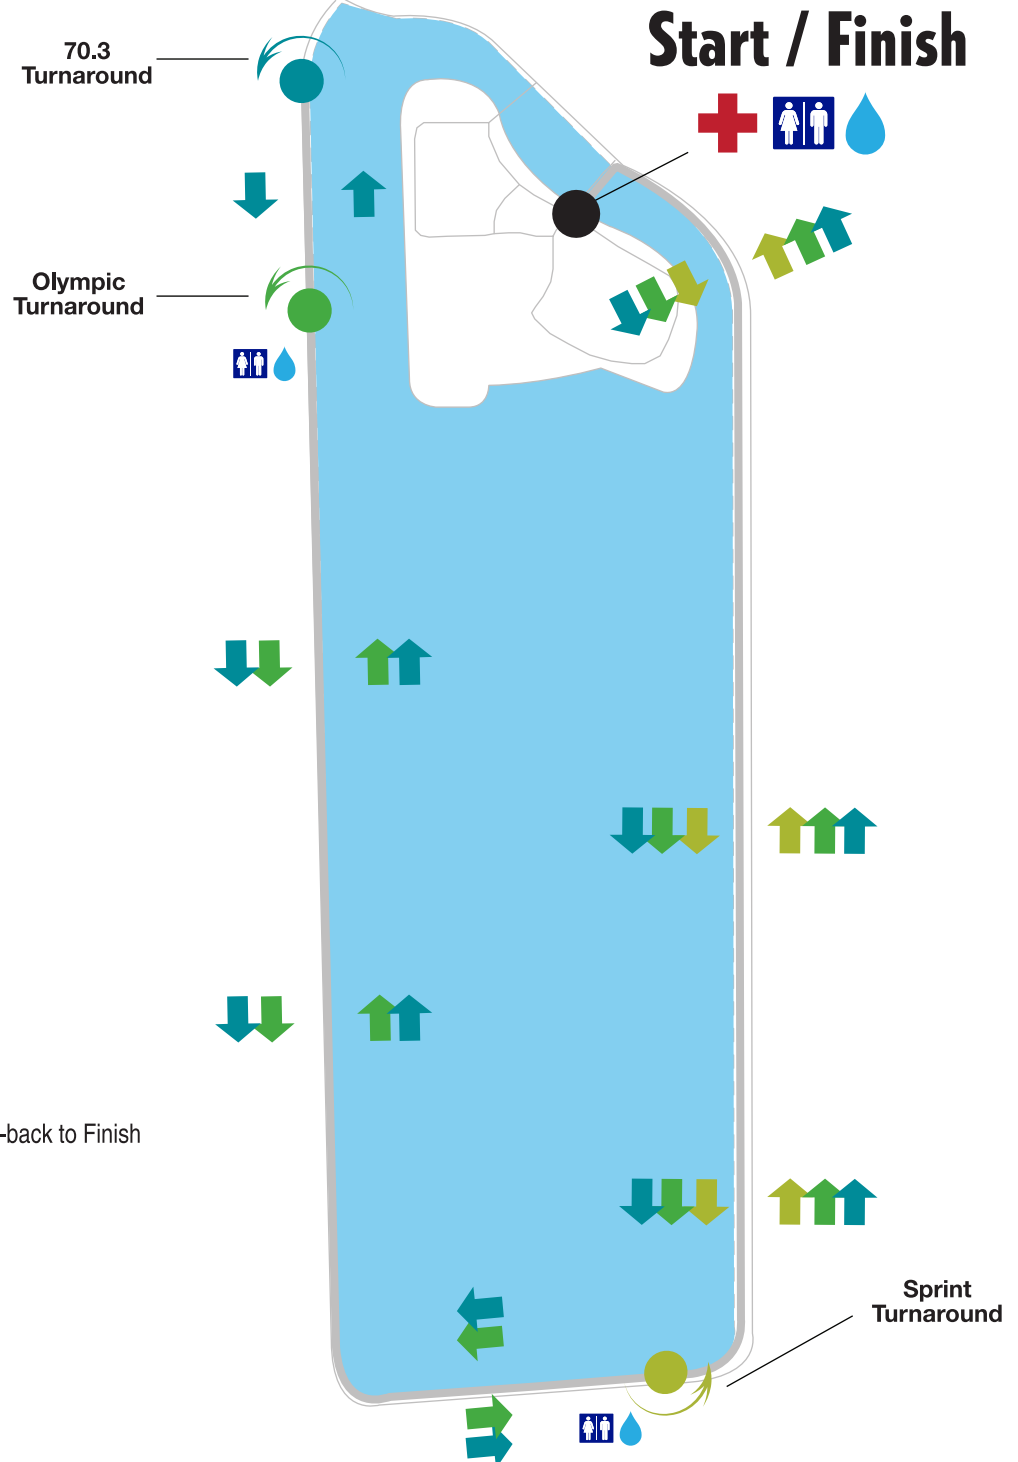 Start / Finish
70.3
Turnaround
Olympic
Turnaround
-back to Finish
Sprint
Turnaround